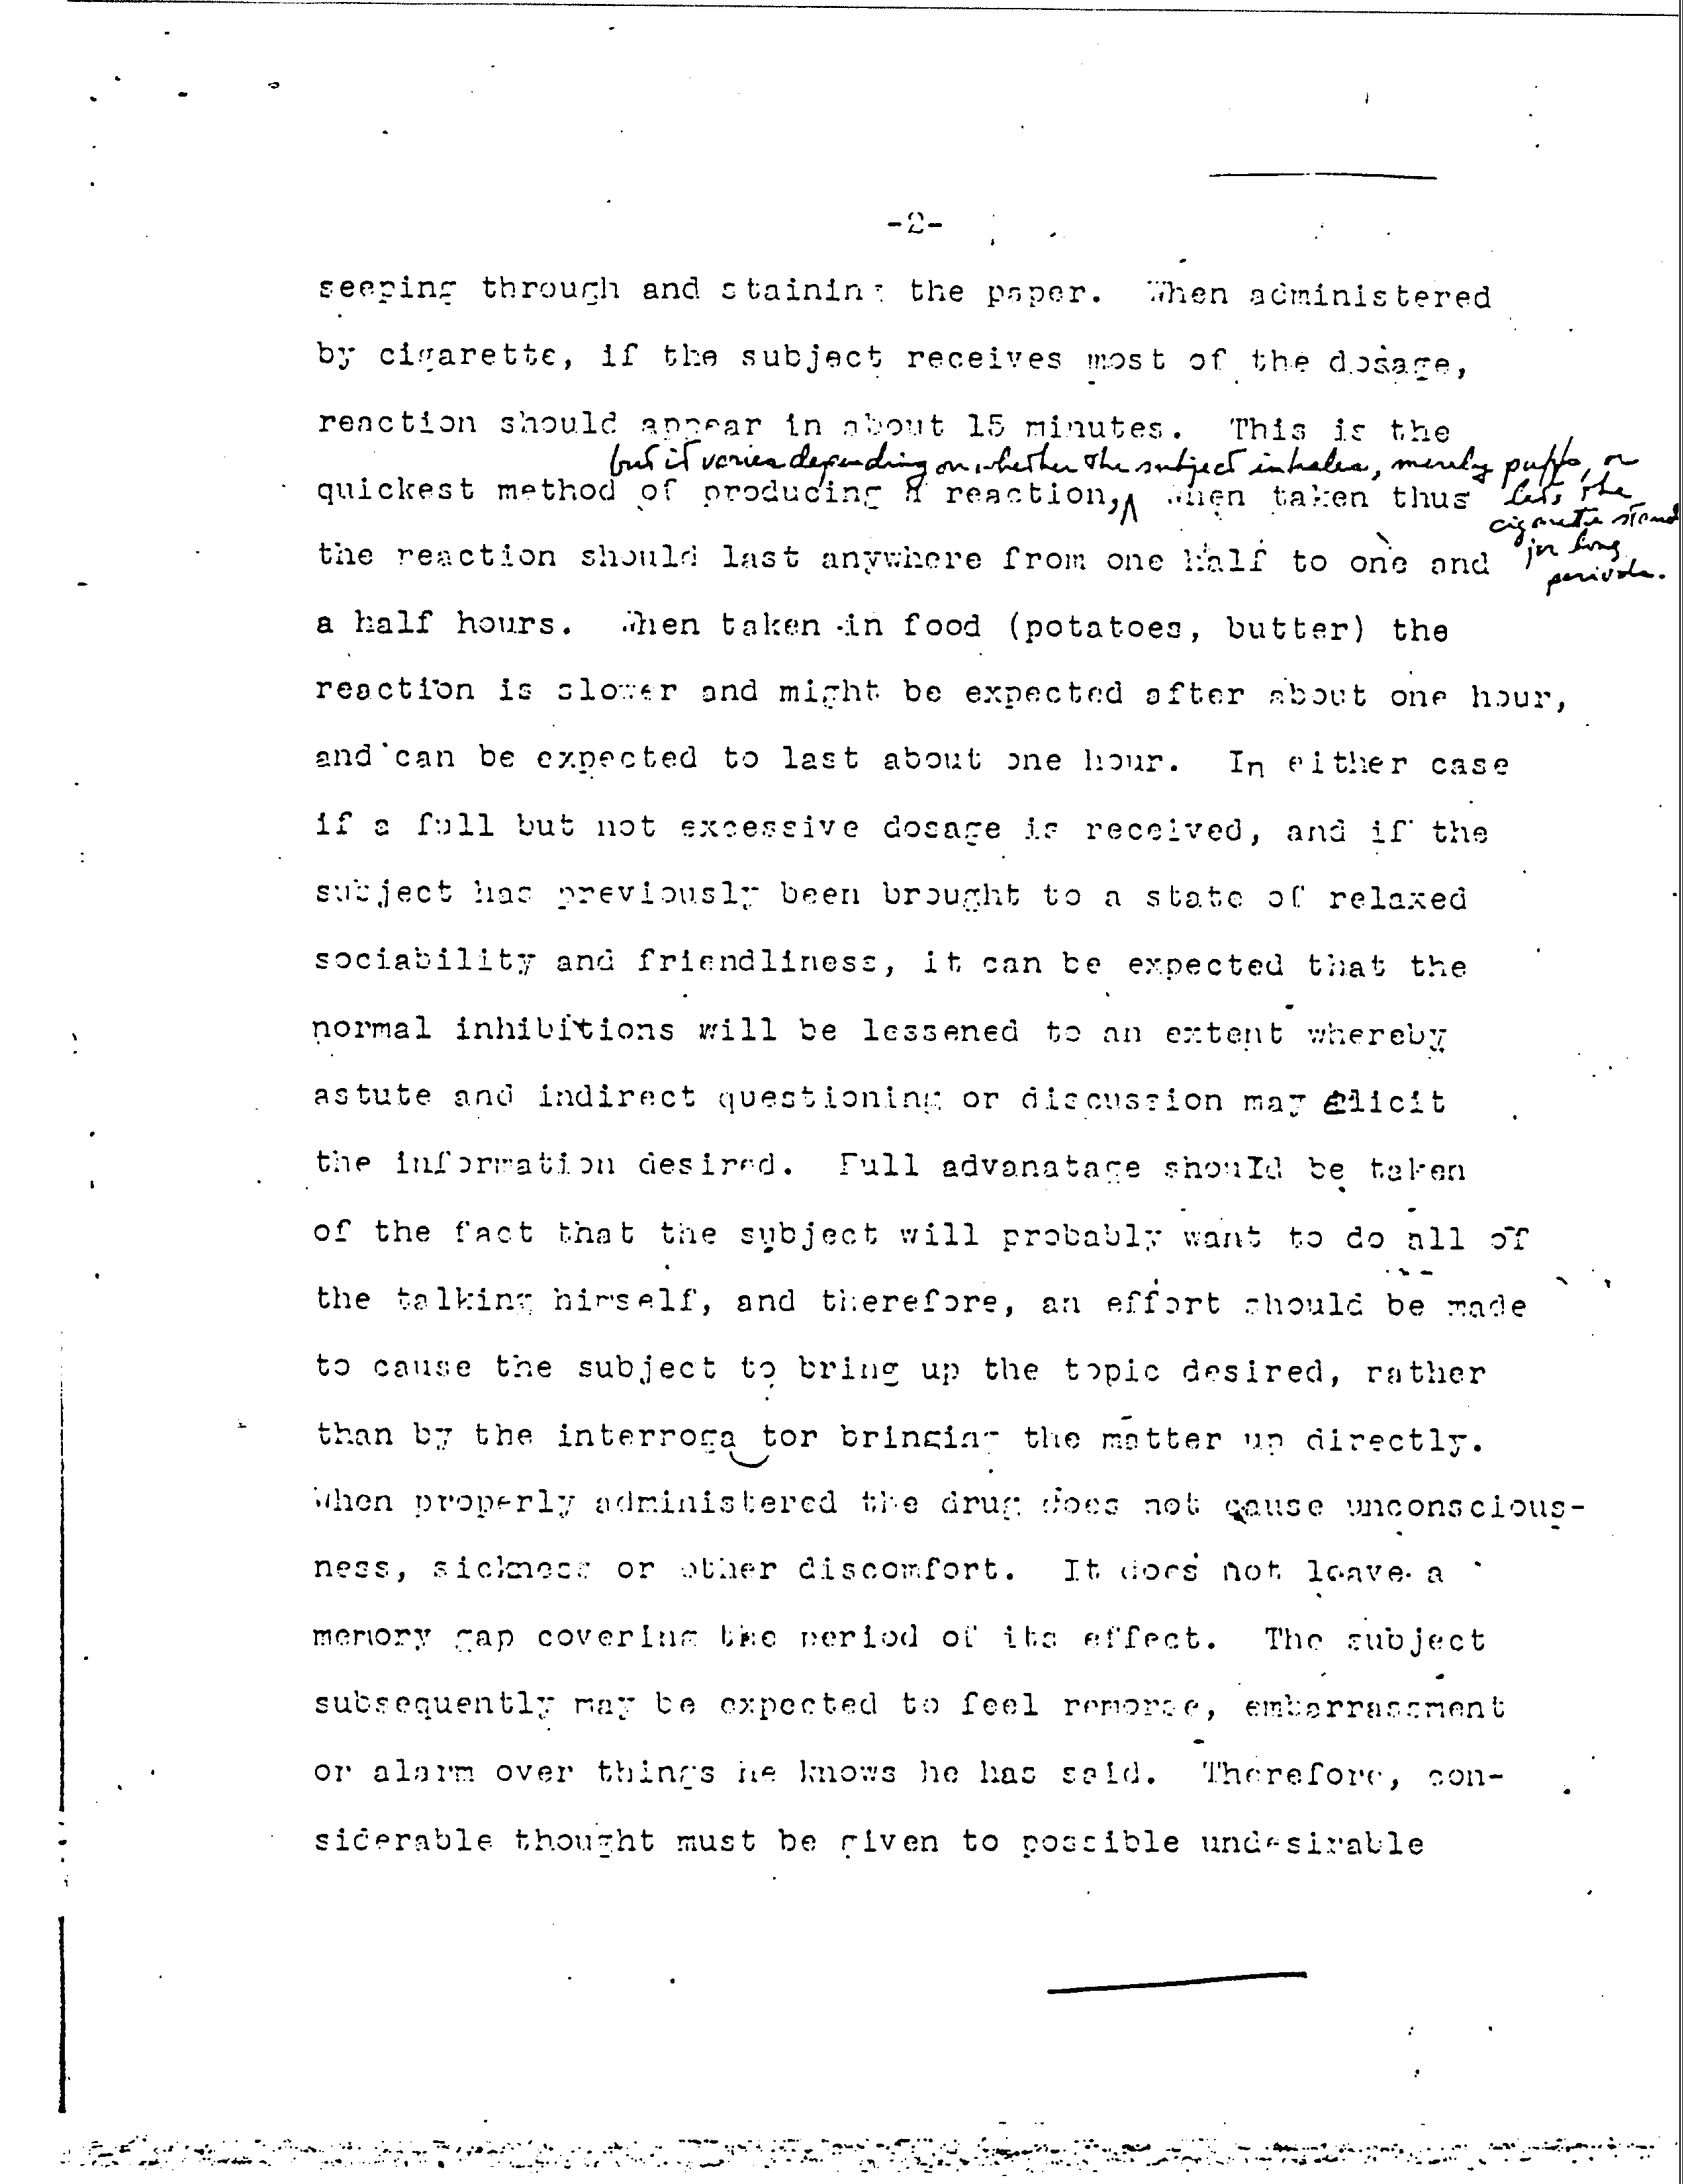 -2-
seeping through and staining the paper. When administered
by cigarette, if the subject receives most of the dosage,
reaction should appear in about 15 minutes. This is the
but it varies depending on whether the subject inhales, merely puffs, or
quickest method of producing a reaction, When taken thus
lets the
cigarette stand
for long
periods.
the reaction should last anywhere from one half to one and
a half hours. When taken in food (potatoes, butter) the
reaction is slower and might be expected after about one hour,
and can be expected to last about one hour. In either case
if a full but not excessive dosage is received, and if the
subject has previously been brought to a state of relaxed
sociability and friendliness, it can be expected that the
normal inhibitions will be lessened to an extent whereby
astute and indirect questioning or discussion may elicit
the information desired. Full advanatage should be taken
of the fact that the subject will probably want to do all of
the talking himself, and therefore, an effort should be made
to cause the subject to bring up the topic desired, rather
than by the interroga tor bringing the matter up directly.
When properly administered the drug does not cause unconscious-
ness, sickness or other discomfort. It does not leave a
memory gap covering the period of its effect. The subject
subsequently may be expected to feel remorse, embarrassment
or alarm over things he knows he has said. Therefore, con-
siderable thought must be given to possible undesirable